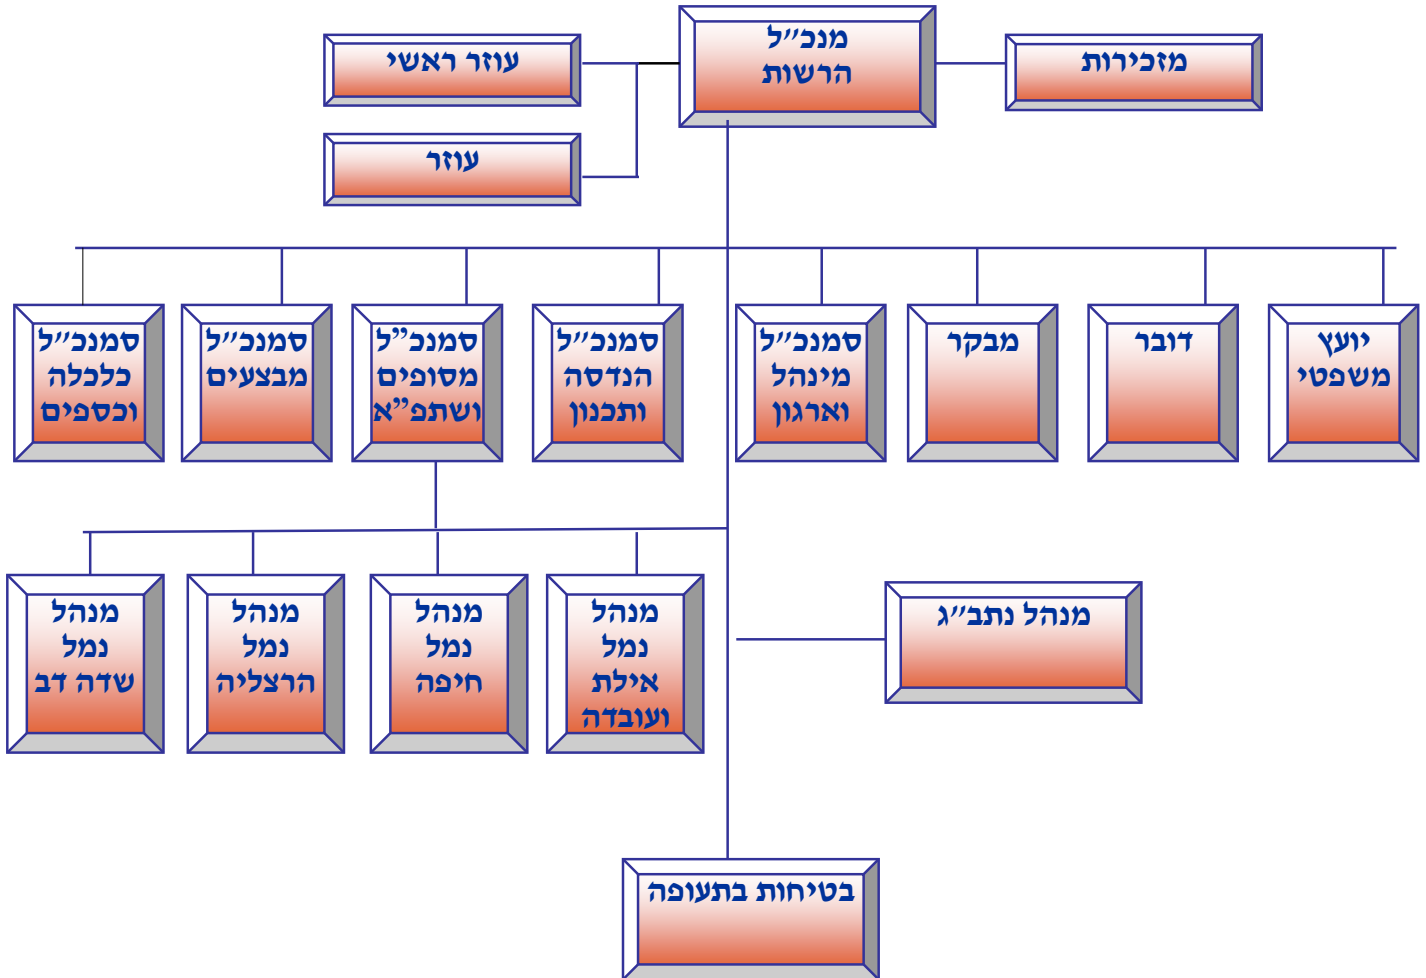 מנכ״ל
הרשות
מזכירות
עוזר ראשי
עוזר
יועץ
משפטי
דובר
מבקר
סמנכ״ל
מינהל
וארגון
סמנכ״ל
הנדסה
ותכנון
סמנכ”ל
מסופים
ושתפ”א
סמנכ״ל
מבצעים
סמנכ״ל
כלכלה
וכספים
מנהל נתב״ג
מנהל
נמל
אילת
ועובדה
מנהל
נמל
חיפה
מנהל
נמל
הרצליה
מנהל
נמל
שדה דב
בטיחות בתעופה